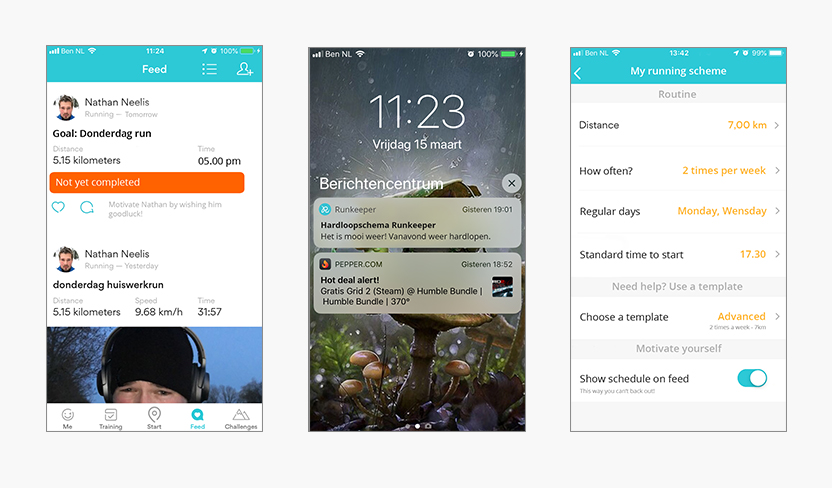 Ben NL 11:24 100%
Feed
Nathan Neelis
Running — Tomorrow
Goal: Donderdag run
Distance Time
5.15 kilometers 05.00 pm
Not yet completed
Motivate Nathan by wishing him
goodluck!
Nathan Neelis
Running — Yesterday
donderdag huiswerkrun
Distance Speed Time
5.15 kilometers 9.68 km/h 31:57
Me Training Start Feed Challenges
Ben NL 100%
11:23
Vrijdag 15 maart
Berichtencentrum
Runkeeper Gisteren 19:01
Hardloopschema Runkeeper
Het is mooi weer! Vanavond weer hardlopen.
PEPPER.COM Gisteren 18:52
Hot deal alert!
Gratis Grid 2 (Steam) @ Humble Bundle |
Humble Bundle | 370°
Ben NL 13:42 99%
My running scheme
Routine
Distance 7,00 km
How often? 2 times per week
Regular days Monday, Wensday
Standard time to start 17.30
Need help? Use a template
Choose a template Advanced
2 times a week - 7km
Motivate yourself
Show schedule on feed
This way you can't back out!